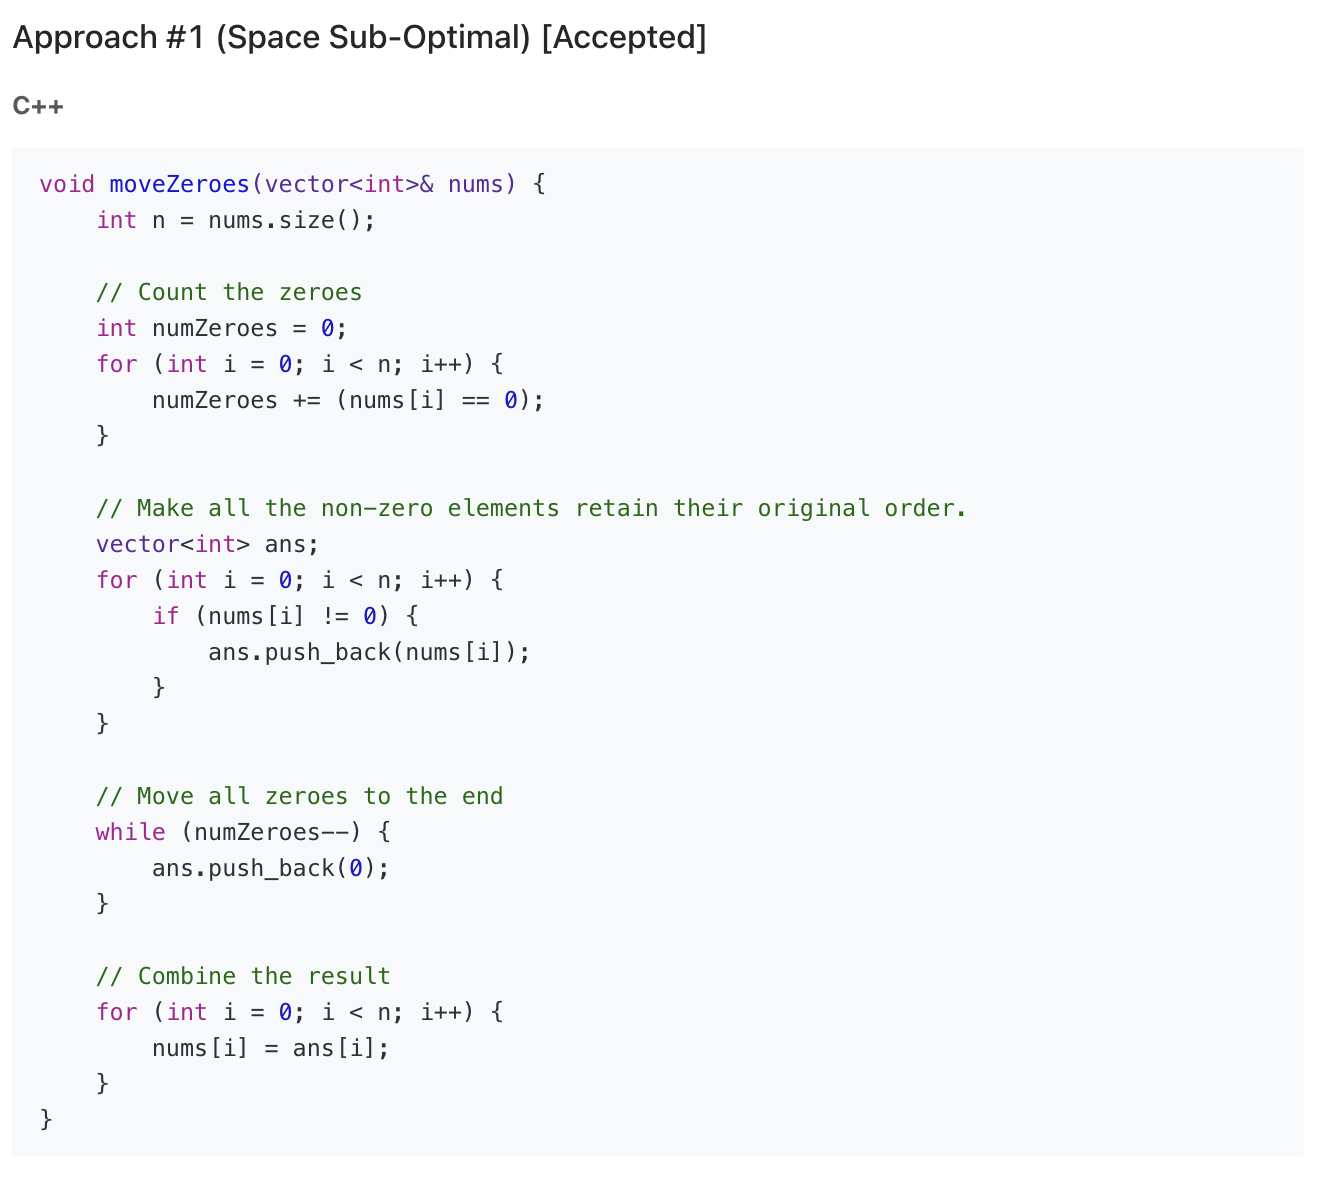 Approach #1 (Space Sub-Optimal) [Accepted]
C++
void moveZeroes(vector<int>& nums) {
    int n = nums.size();

    // Count the zeroes
    int numZeroes = 0;
    for (int i = 0; i < n; i++) {
        numZeroes += (nums[i] == 0);
    }

    // Make all the non-zero elements retain their original order.
    vector<int> ans;
    for (int i = 0; i < n; i++) {
        if (nums[i] != 0) {
            ans.push_back(nums[i]);
        }
    }

    // Move all zeroes to the end
    while (numZeroes--) {
        ans.push_back(0);
    }

    // Combine the result
    for (int i = 0; i < n; i++) {
        nums[i] = ans[i];
    }
}